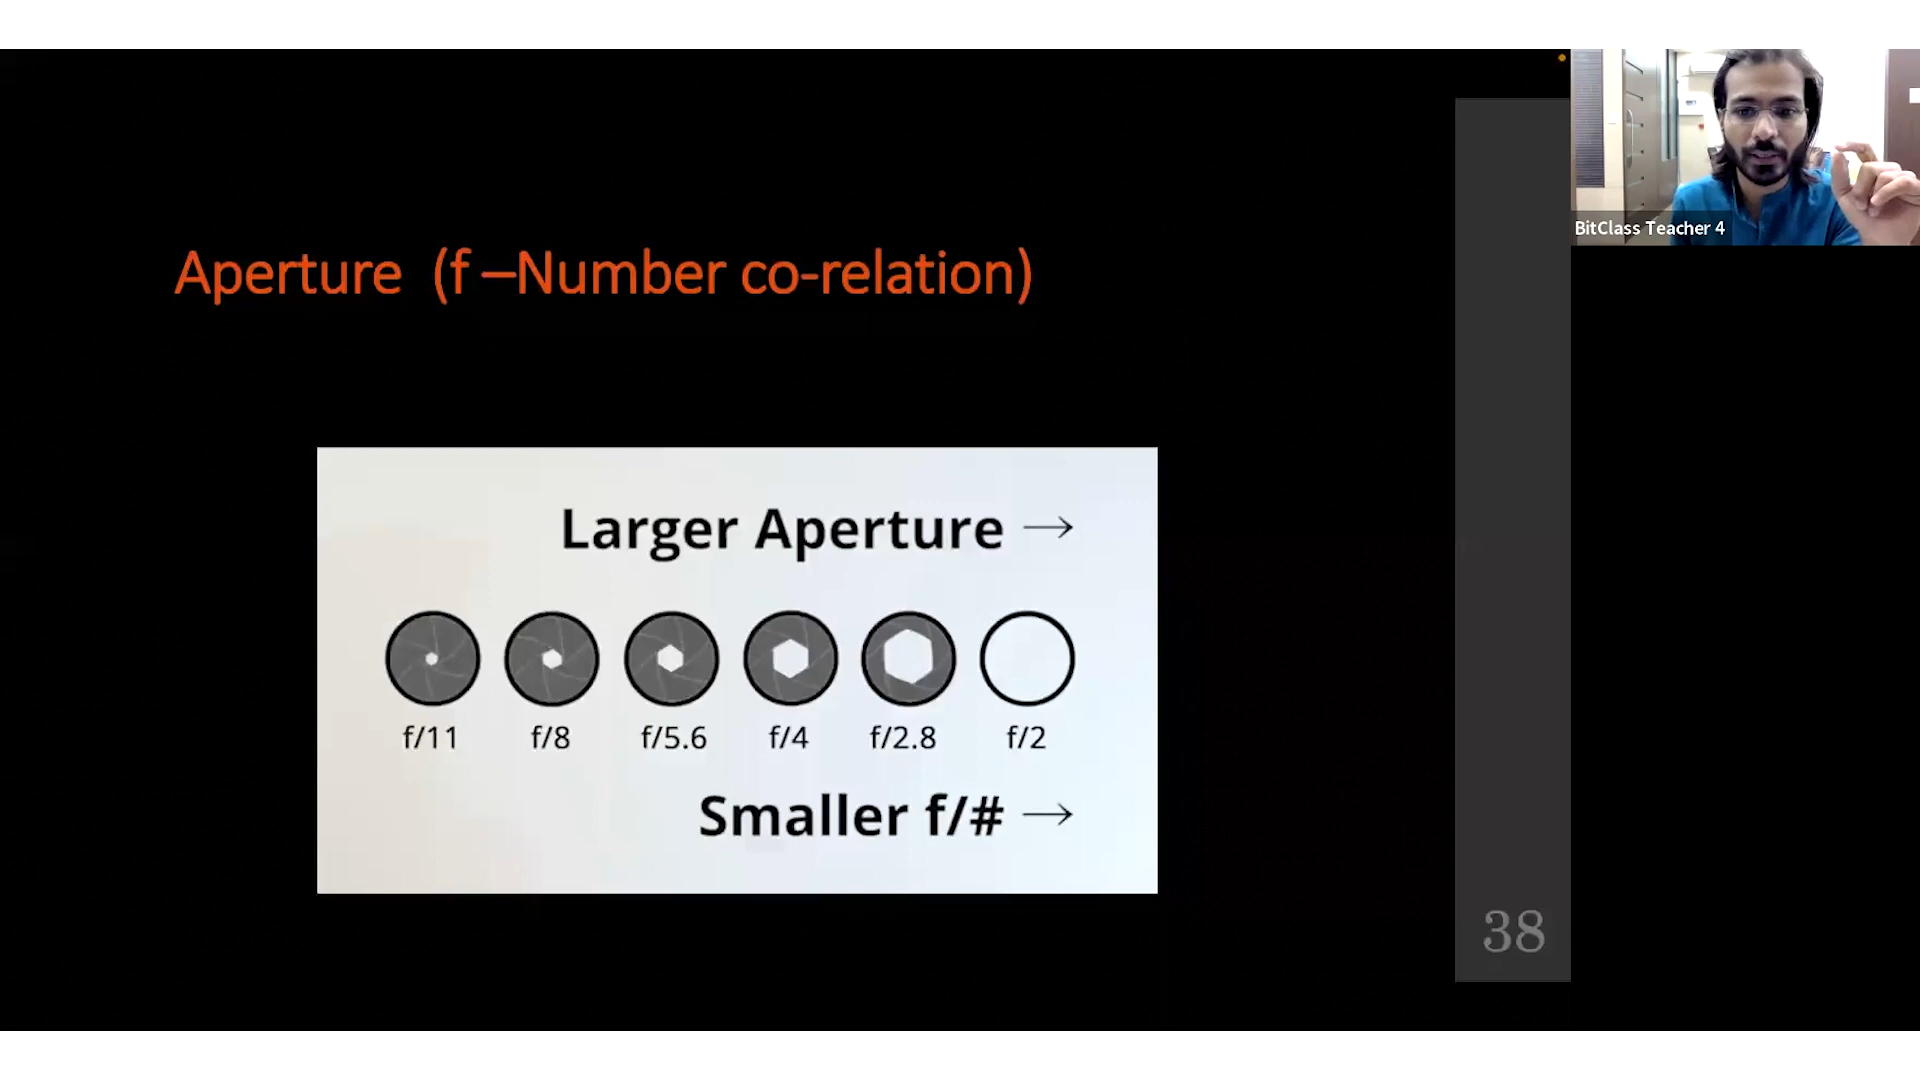 BitClass Teacher 4
Aperture (f –Number co-relation)
Larger Aperture →
f/11 f/8 f/5.6 f/4 f/2.8 f/2
Smaller f/# →
38